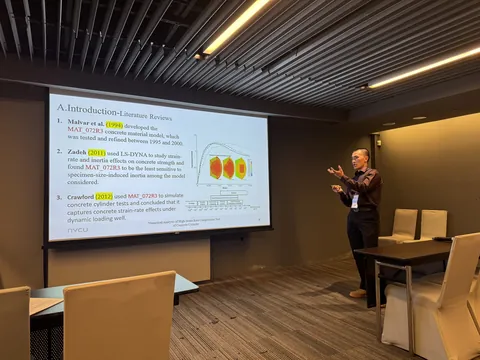 A.Introduction-Literature Reviews
1. Malvar et al. (1994) developed the
MAT_072R3 concrete material model, which
was tested and refined between 1995 and 2000.
2. Zadeh (2011) used LS-DYNA to study strain-
rate and inertia effects on concrete strength and
found MAT_072R3 to be the least sensitive to
specimen-size-induced inertia among the model
considered.
3. Crawford (2012) used MAT_072R3 to simulate
concrete cylinder tests and concluded that it
captures concrete strain-rate effects under
dynamic loading well.